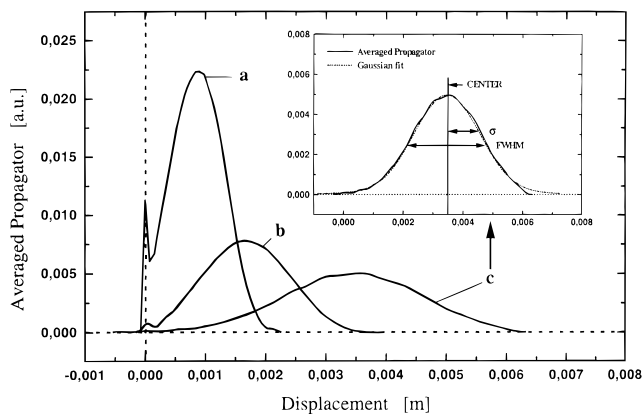 0,025
0,020
0,015
0,010
0,005
0,000
Averaged Propagator [a.u.]
-0,001 0,000 0,001 0,002 0,003 0,004 0,005 0,006 0,007 0,008
Displacement [m]
a
b
c
0,008
0,006
0,005
0,004
0,002
0,000
0,000 0,002 0,004 0,006 0,008
Averaged Propagator
Gaussian fit
CENTER
σ
FWHM